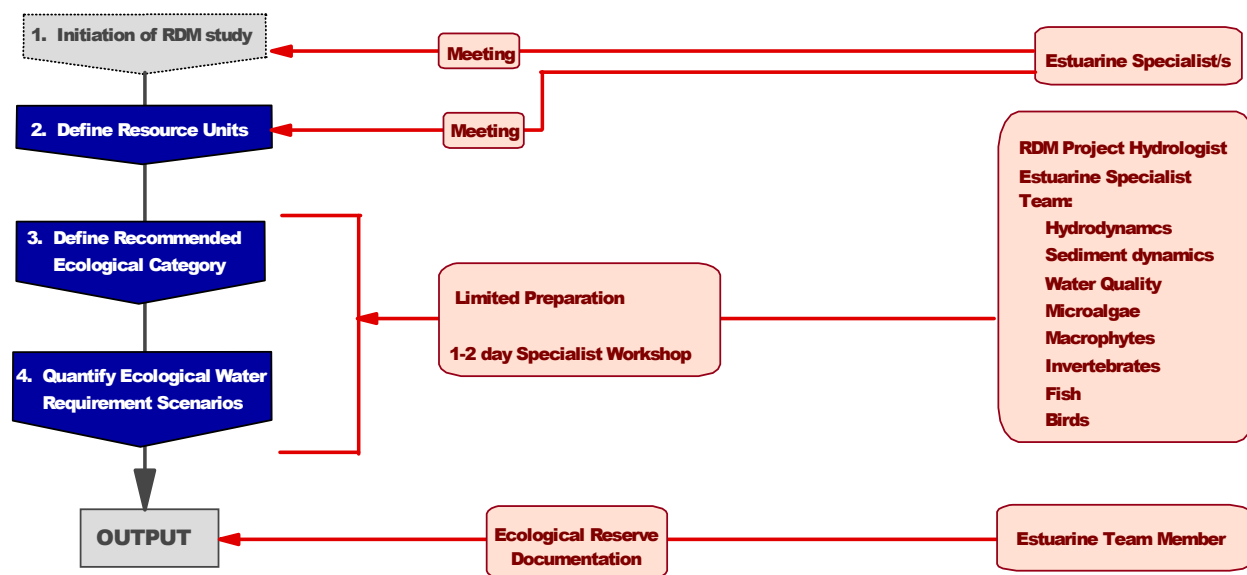 1. Initiation of RDM study
Meeting
Estuarine Specialist/s
2. Define Resource Units
Meeting
RDM Project Hydrologist
Estuarine Specialist
Team:
Hydrodynamcs
Sediment dynamics
Water Quality
Microalgae
Macrophytes
Invertebrates
Fish
Birds
3. Define Recommended
Ecological Category
Limited Preparation
1-2 day Specialist Workshop
4. Quantify Ecological Water
Requirement Scenarios
OUTPUT
Ecological Reserve
Documentation
Estuarine Team Member